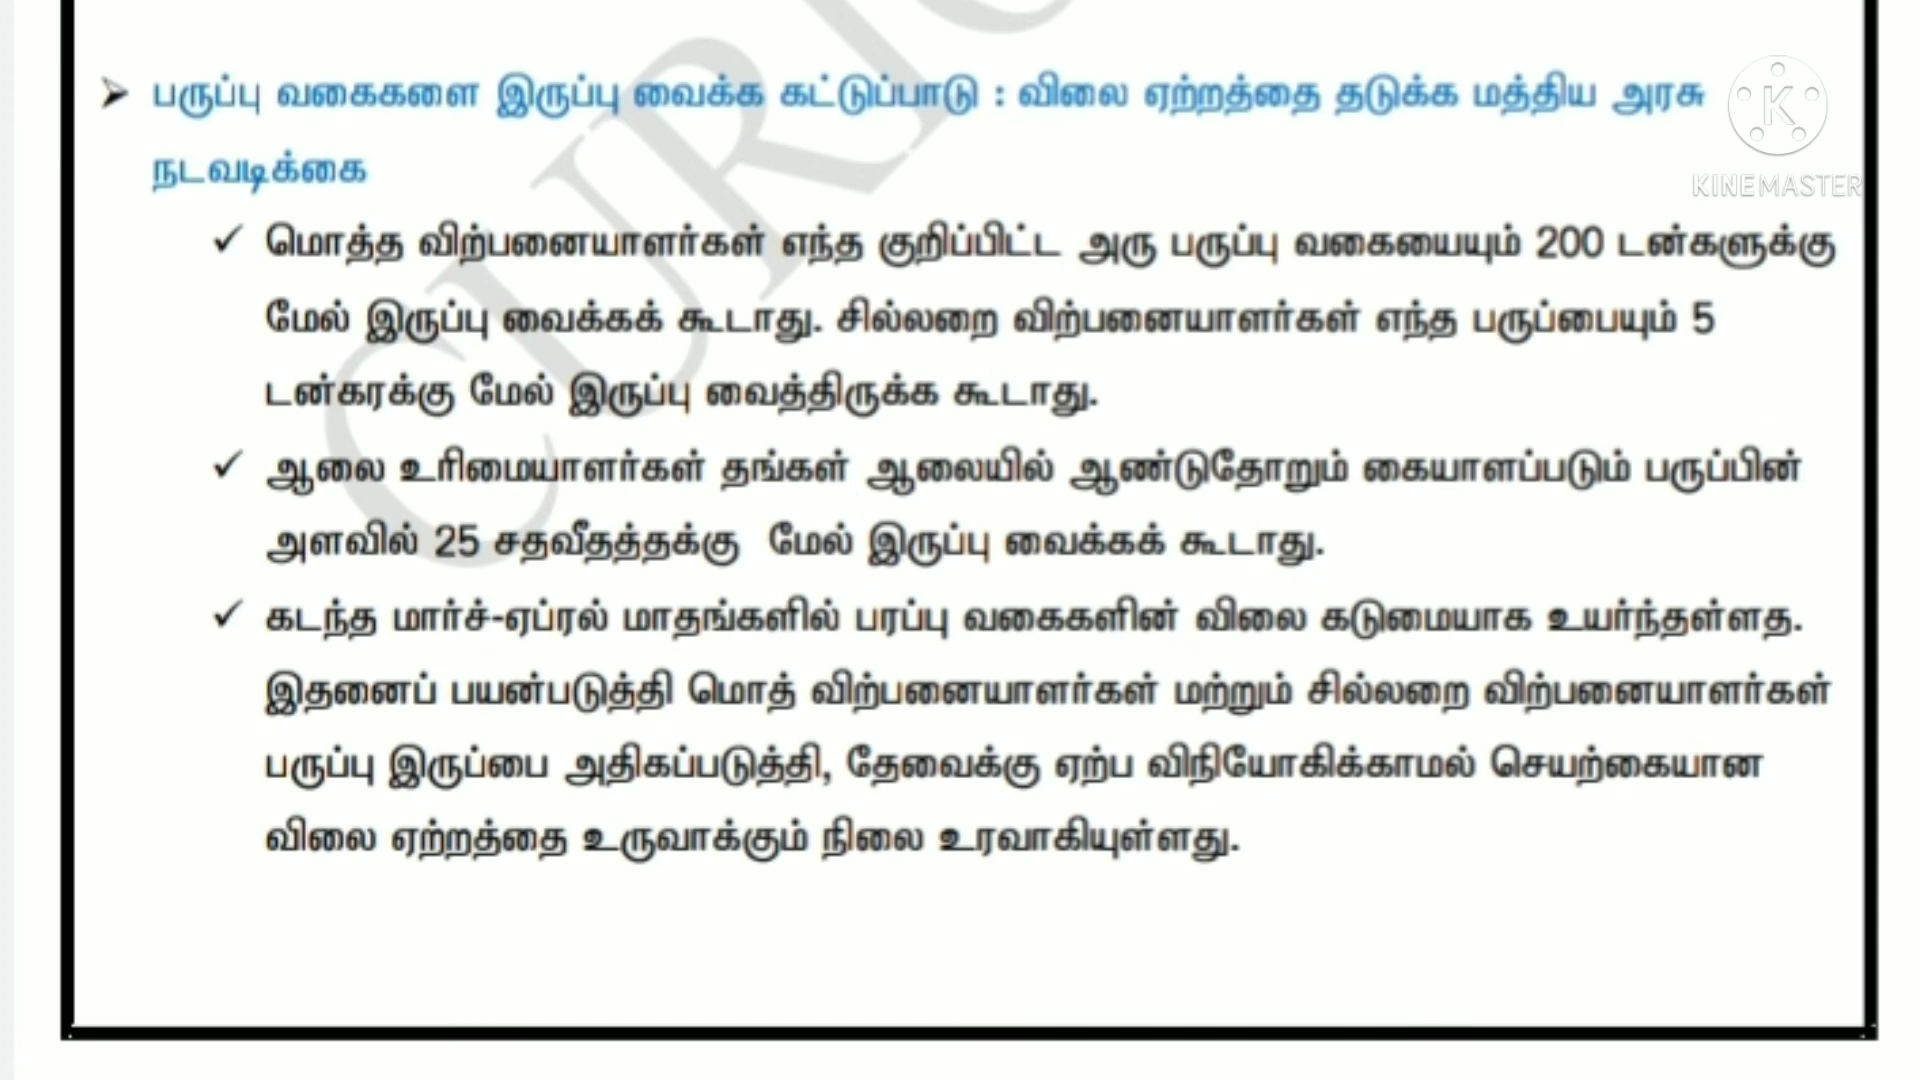 ➢ பருப்பு வகைகளை இருப்பு வைக்க கட்டுப்பாடு : விலை ஏற்றத்தை தடுக்க மத்திய அரசு
நடவடிக்கை
✓ மொத்த விற்பனையாளர்கள் எந்த குறிப்பிட்ட அரு பருப்பு வகையையும் 200 டன்களுக்கு
மேல் இருப்பு வைக்கக் கூடாது. சில்லறை விற்பனையாளர்கள் எந்த பருப்பையும் 5
டன்கரக்கு மேல் இருப்பு வைத்திருக்க கூடாது.
✓ ஆலை உரிமையாளர்கள் தங்கள் ஆலையில் ஆண்டுதோறும் கையாளப்படும் பருப்பின்
அளவில் 25 சதவீதத்தக்கு மேல் இருப்பு வைக்கக் கூடாது.
✓ கடந்த மார்ச்-ஏப்ரல் மாதங்களில் பரப்பு வகைகளின் விலை கடுமையாக உயர்ந்தள்ளத.
இதனைப் பயன்படுத்தி மொத் விற்பனையாளர்கள் மற்றும் சில்லறை விற்பனையாளர்கள்
பருப்பு இருப்பை அதிகப்படுத்தி, தேவைக்கு ஏற்ப விநியோகிக்காமல் செயற்கையான
விலை ஏற்றத்தை உருவாக்கும் நிலை உரவாகியுள்ளது.
K
KINEMASTER
CURIO